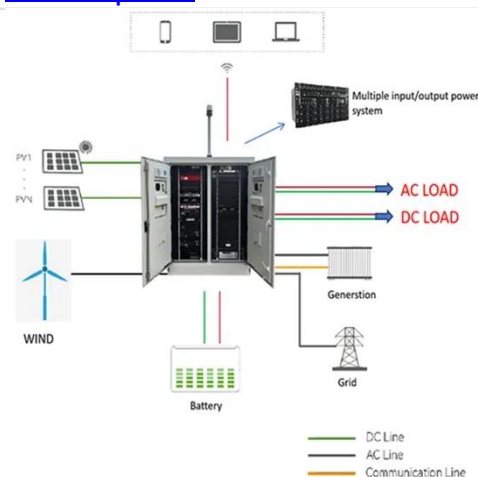 Multiple input/output power
system
PV1
PVN
AC LOAD
DC LOAD
Generstion
WIND
Grid
Battery
DC Line
AC Line
Communication Line